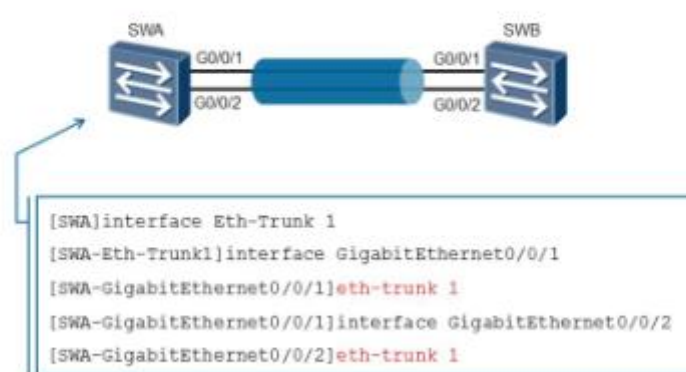 SWA
SWB
G0/0/1
G0/0/1
G0/0/2
G0/0/2
[SWA]interface Eth-Trunk 1
[SWA-Eth-Trunk1]interface GigabitEthernet0/0/1
[SWA-GigabitEthernet0/0/1]eth-trunk 1
[SWA-GigabitEthernet0/0/1]interface GigabitEthernet0/0/2
[SWA-GigabitEthernet0/0/2]eth-trunk 1